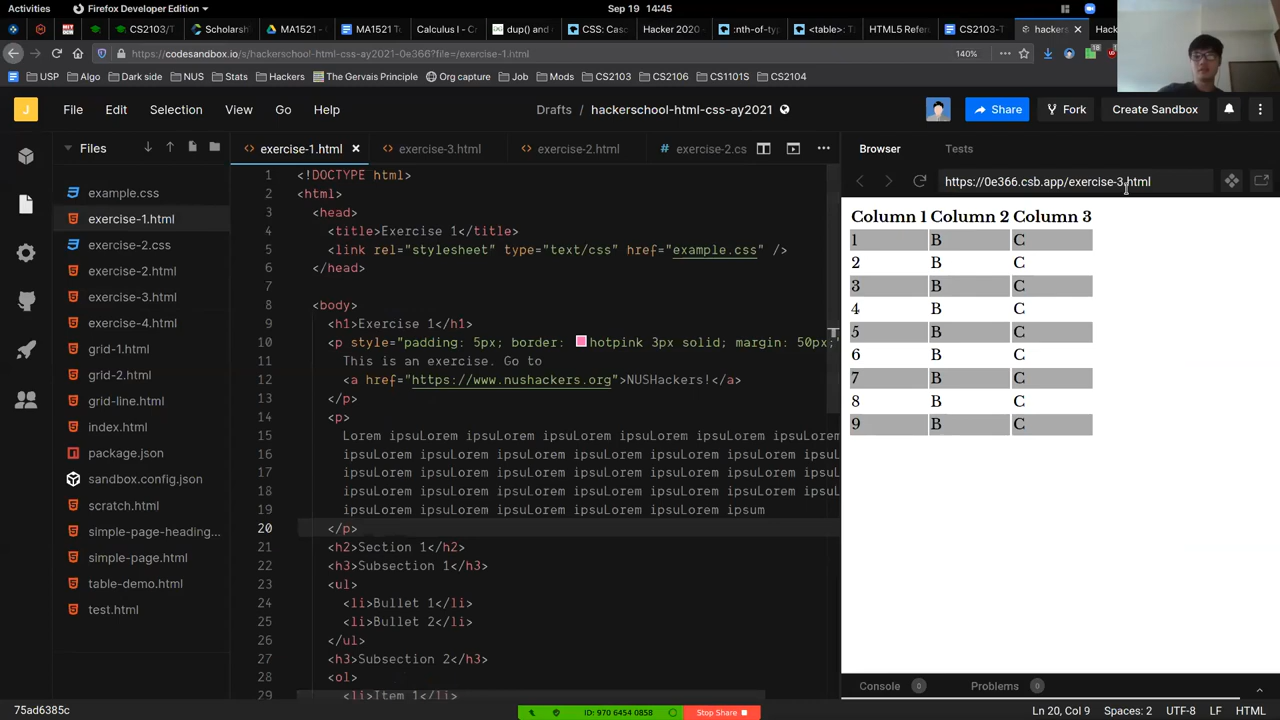 Activities
Firefox Developer Edition
Sep 19 14:45
CS2103/T
Scholarsh
MA1521 -
MA1521 To
Calculus I - C
dup() and
CSS: Casc
Hacker 2020
:nth-of-typ
<table>: T
HTML5 Refer
CS2103-T
hackers
Hack
https://codesandbox.io/s/hackerschool-html-css-ay2021-0e366?file=/exercise-1.html
140%
USP
Algo
Dark side
NUS
Stats
Hackers
The Gervais Principle
Org capture
Job
Mods
CS2103
CS2106
CS1101S
CS2104
J
File
Edit
Selection
View
Go
Help
Drafts / hackerschool-html-css-ay2021
Share
Fork
Create Sandbox
Files
example.css
exercise-1.html
exercise-2.css
exercise-2.html
exercise-3.html
exercise-4.html
grid-1.html
grid-2.html
grid-line.html
index.html
package.json
sandbox.config.json
scratch.html
simple-page-heading...
simple-page.html
table-demo.html
test.html
75ad6385c
exercise-1.html
exercise-3.html
exercise-2.html
exercise-2.cs
1 <!DOCTYPE html>
2 <html>
3 <head>
4 <title>Exercise 1</title>
5 <link rel="stylesheet" type="text/css" href="example.css" />
6 </head>
7
8 <body>
9 <h1>Exercise 1</h1>
10 <p style="padding: 5px; border: hotpink 3px solid; margin: 50px;
11 This is an exercise. Go to
12 <a href="https://www.nushackers.org">NUSHackers!</a>
13 </p>
14 <p>
15 Lorem ipsuLorem ipsuLorem ipsuLorem ipsuLorem ipsuLorem ipsuLorem
16 ipsuLorem ipsuLorem ipsuLorem ipsuLorem ipsuLorem ipsuLorem ipsuL
17 ipsuLorem ipsuLorem ipsuLorem ipsuLorem ipsuLorem ipsuLorem ipsuL
18 ipsuLorem ipsuLorem ipsuLorem ipsuLorem ipsuLorem ipsuLorem ipsuL
19 ipsuLorem ipsuLorem ipsuLorem ipsuLorem ipsuLorem ipsum
20 </p>
21 <h2>Section 1</h2>
22 <h3>Subsection 1</h3>
23 <ul>
24 <li>Bullet 1</li>
25 <li>Bullet 2</li>
26 </ul>
27 <h3>Subsection 2</h3>
28 <ol>
29 <li>Item 1</li>
Browser
Tests
https://0e366.csb.app/exercise-3.html
Column 1 Column 2 Column 3
1 B C
2 B C
3 B C
4 B C
5 B C
6 B C
7 B C
8 B C
9 B C
Console 0
Problems 0
Ln 20, Col 9
Spaces: 2
UTF-8
LF
HTML
ID: 970 6454 0858
Stop Share